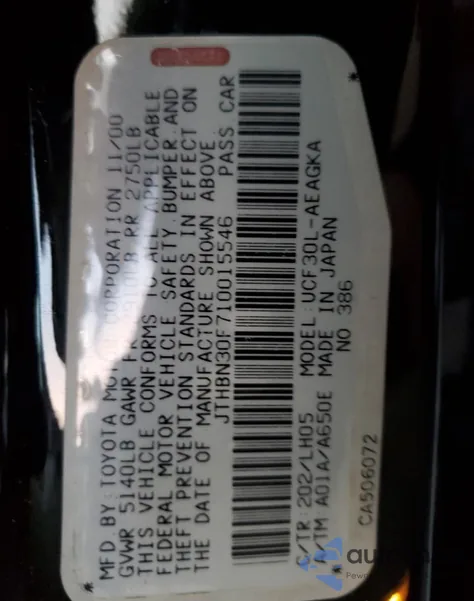 MFD BY: TOYOTA MOTOR CORPORATION 11/00
GVWR 5140LB GAWR FR RR 2750LB
THIS VEHICLE CONFORMS TO ALL APPLICABLE
FEDERAL MOTOR VEHICLE SAFETY, BUMPER AND
THEFT PREVENTION STANDARDS IN EFFECT ON
THE DATE OF MANUFACTURE SHOWN ABOVE
JTHBN30F710015546 PASS CAR
C/TR:202/LH05 MODEL:UCF30L-AEAGKA
/TM A01A/A650E MADE IN JAPAN
NO 386
CA506072